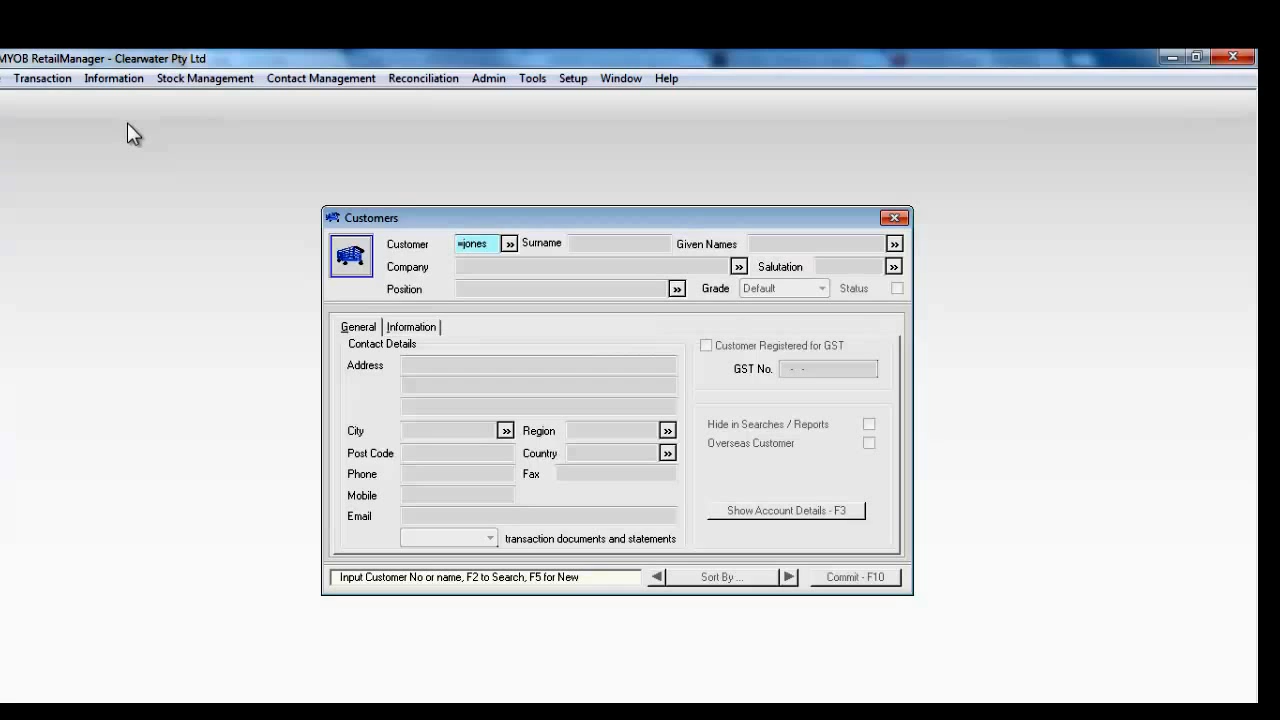 MYOB RetailManager - Clearwater Pty Ltd
Transaction Information Stock Management Contact Management Reconciliation Admin Tools Setup Window Help
Customers
Customer =jones >> Surname Given Names >>
Company >> Salutation >>
Position >> Grade Default Status
General Information
Contact Details
Customer Registered for GST
Address
GST No. - -
Hide in Searches / Reports
City >> Region >>
Overseas Customer
Post Code Country >>
Phone Fax
Mobile
Show Account Details - F3
Email
transaction documents and statements
Input Customer No or name, F2 to Search, F5 for New Sort By ... Commit - F10